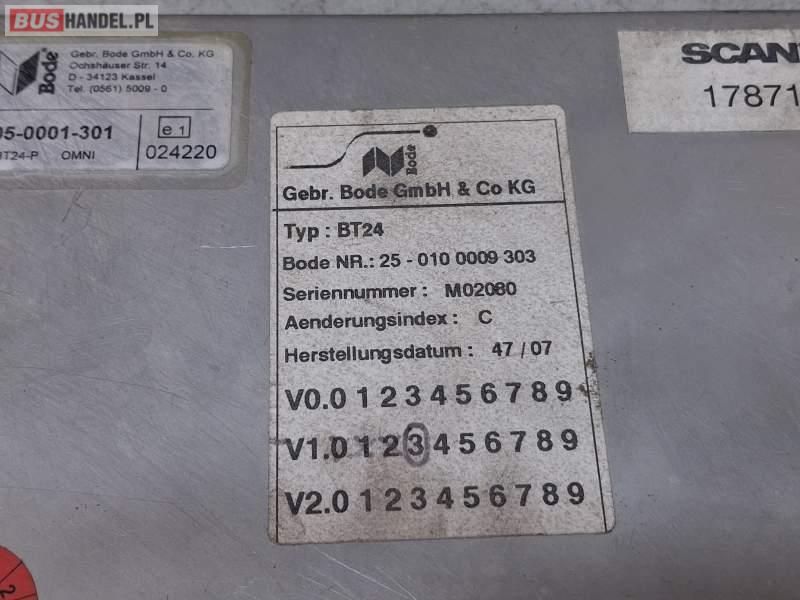 BUSHANDEL.PL
Bode
Gebr. Bode GmbH & Co. KG
Ochshäuser Str. 14
D - 34123 Kassel
Tel. (0561) 5009 - 0
05-0001-301
BT24-P OMNI
e 1
024220
SCAN
17871
Bode
Gebr. Bode GmbH & Co KG
Typ : BT24
Bode NR.: 25 - 010 0009 303
Seriennummer : M02080
Aenderungsindex : C
Herstellungsdatum : 47 / 07
V0.0 1 2 3 4 5 6 7 8 9
V1.0 1 2 3 4 5 6 7 8 9
V2.0 1 2 3 4 5 6 7 8 9
2